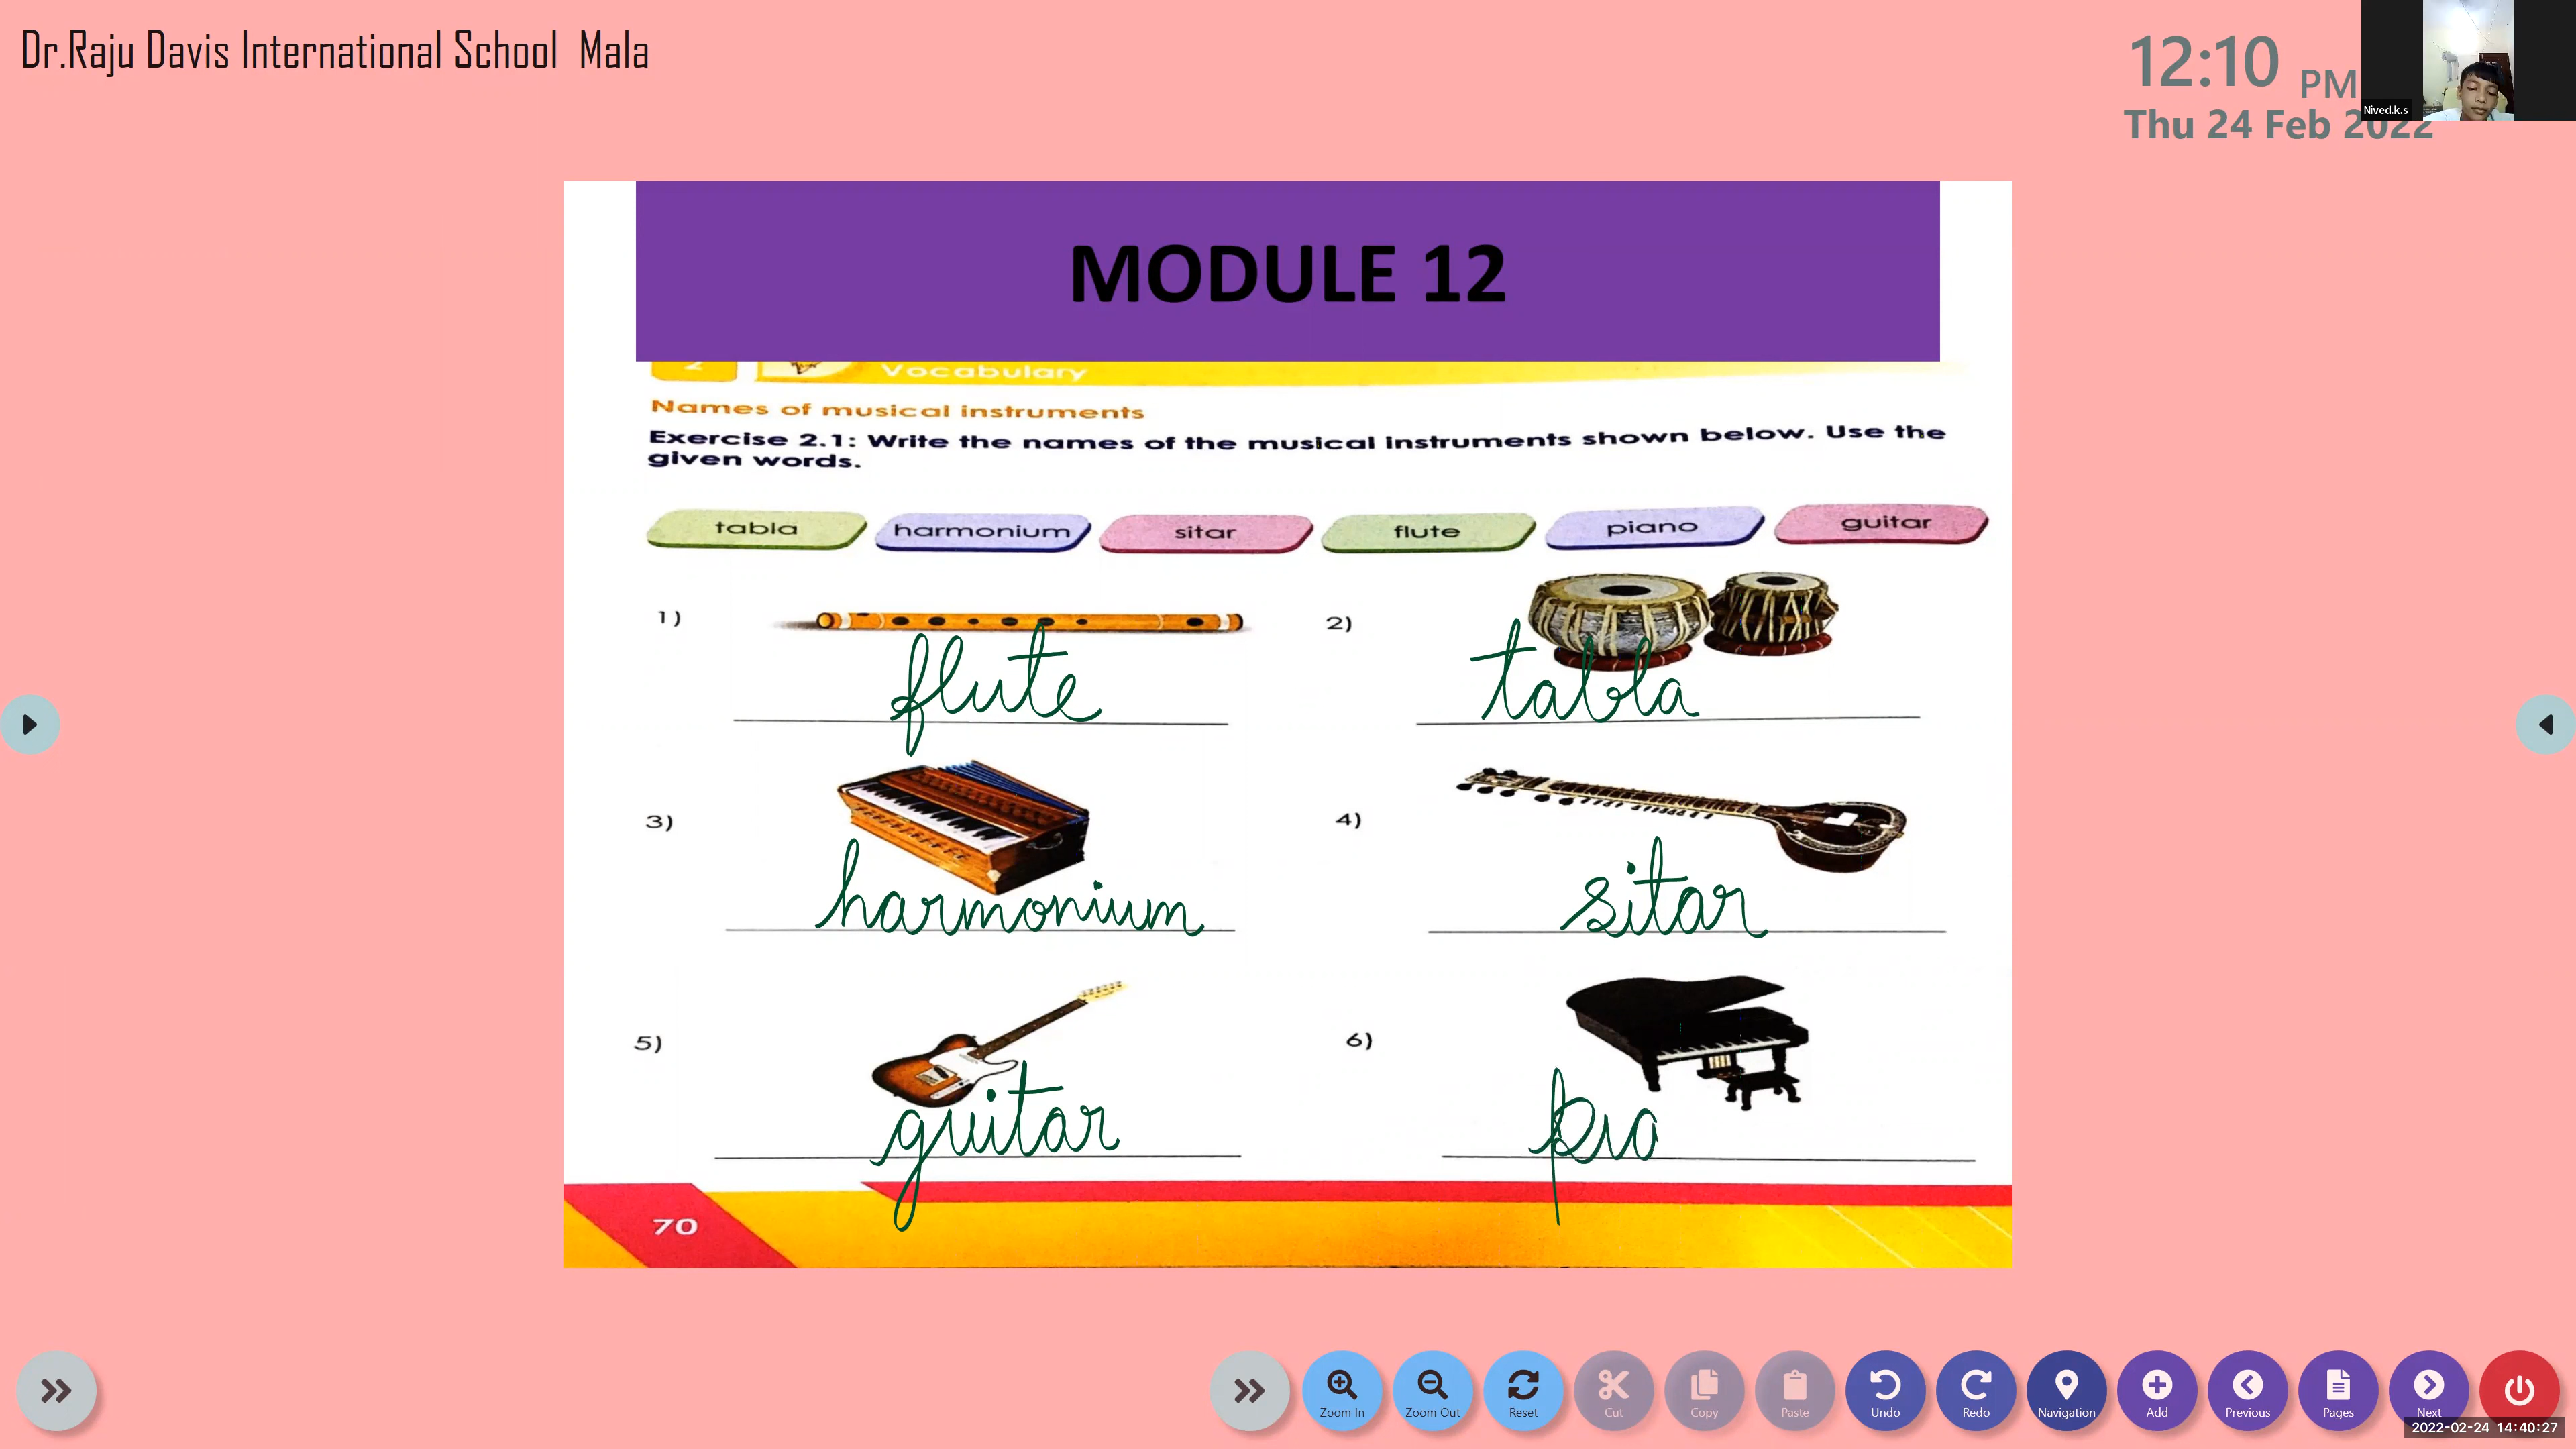 Dr.Raju Davis International School Mala
12:10 PM
Thu 24 Feb 2022
Nived.k.s
MODULE 12
2 Vocabulary
Names of musical instruments
Exercise 2.1: Write the names of the musical instruments shown below. Use the
given words.
tabla harmonium sitar flute piano guitar
1) flute
2) tabla
3) harmonium
4) sitar
5) guitar
6) pia
70
Zoom In Zoom Out Reset Cut Copy Paste Undo Redo Navigation Add Previous Pages Next
2022-02-24 14:40:27